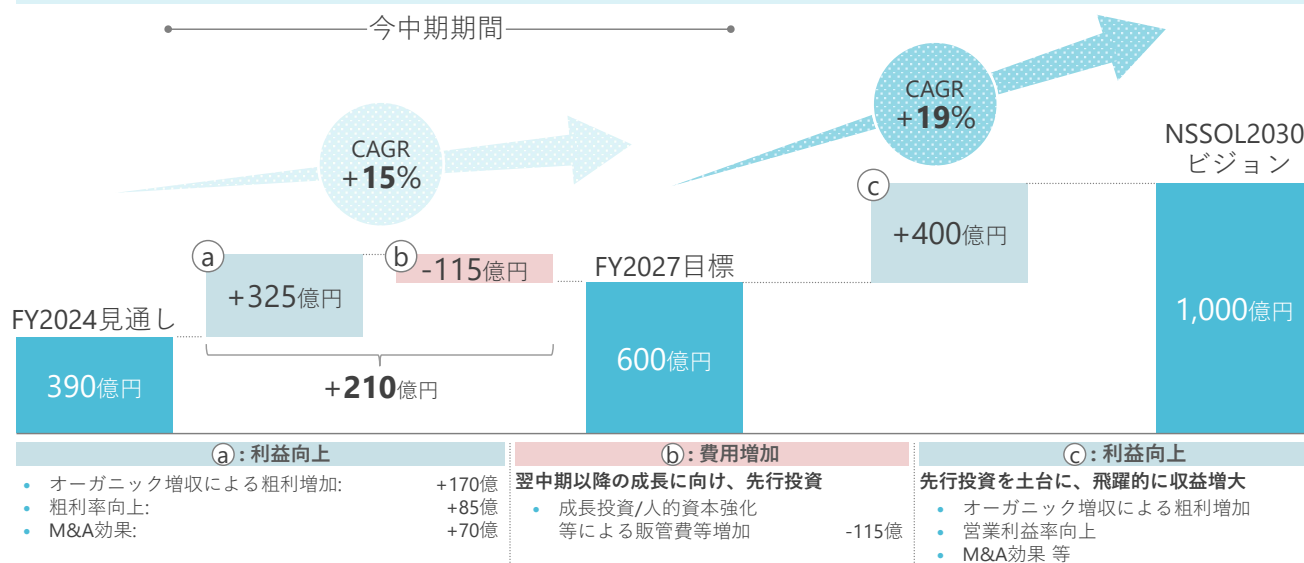 今中期期間
CAGR
+15%
CAGR
+19%
NSSOL2030
ビジョン
ⓐ
+325億円
ⓑ
-115億円
ⓒ
+400億円
FY2024見通し
390億円
+210億円
FY2027目標
600億円
1,000億円
ⓐ: 利益向上
• オーガニック増収による粗利増加: +170億
• 粗利率向上: +85億
• M&A効果: +70億
ⓑ: 費用増加
翌中期以降の成長に向け、先行投資
• 成長投資/人的資本強化
等による販管費等増加 -115億
ⓒ: 利益向上
先行投資を土台に、飛躍的に収益増大
• オーガニック増収による粗利増加
• 営業利益率向上
• M&A効果 等